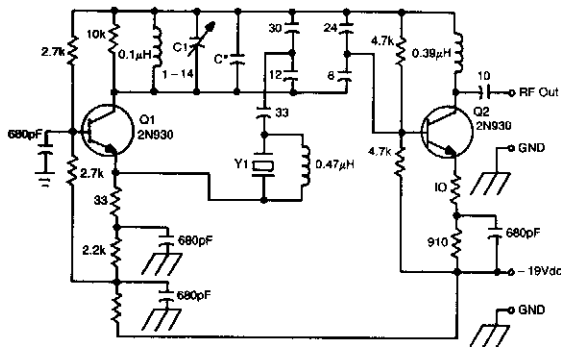 2.7k
10k
0.1µH
C1
1-14
C*
30
12
24
8
4.7k
0.39µH
10
RF Out
Q1
2N930
Q2
2N930
680pF
33
Y1
0.47µH
4.7k
GND
2.7k
33
IO
680pF
910
680pF
2.2k
-19Vdc
680pF
GND